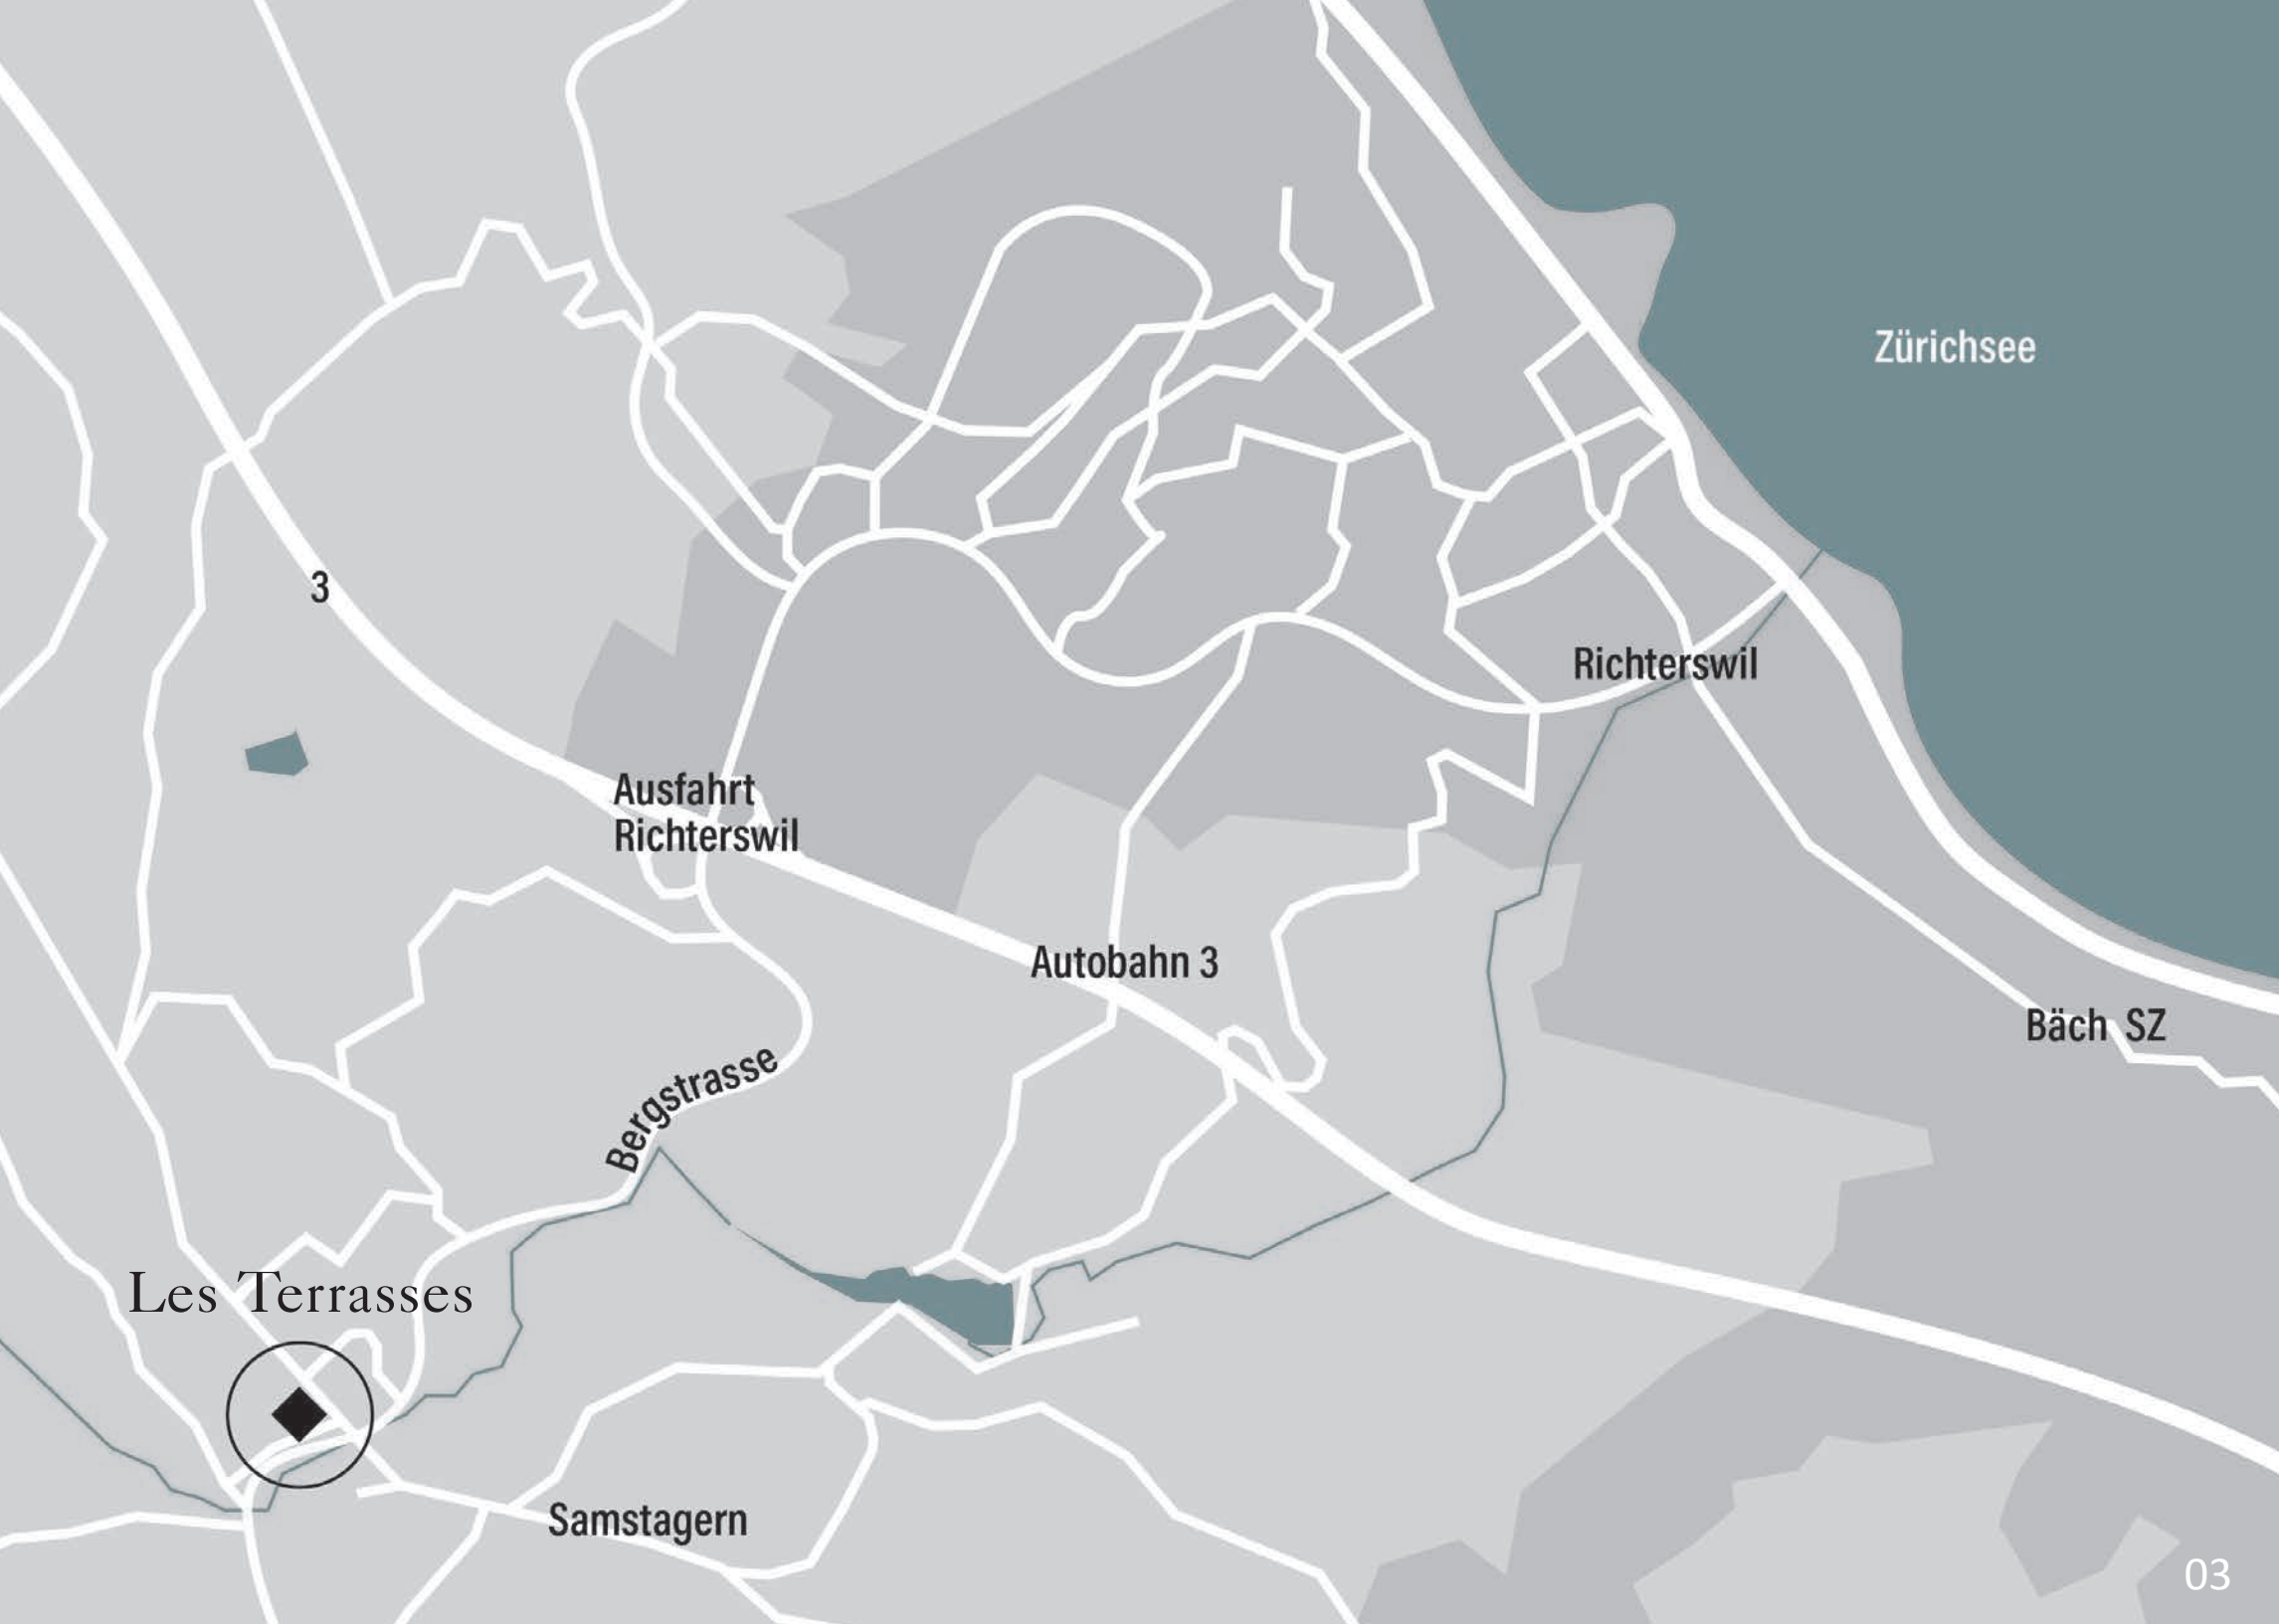 Zürichsee
3
Richterswil
Ausfahrt
Richterswil
Autobahn 3
Bäch SZ
Bergstrasse
Les Terrasses
Samstagern
03